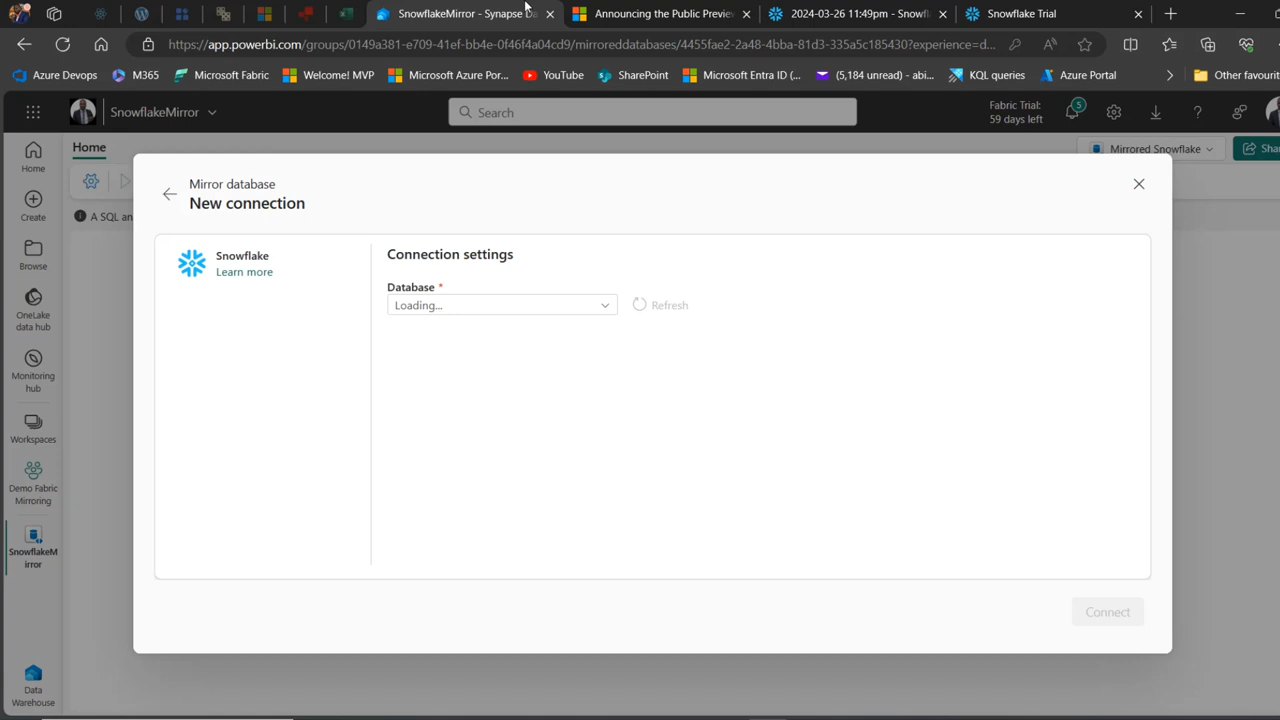 SnowflakeMirror - Synapse Da
Announcing the Public Preview
2024-03-26 11:49pm - Snowfl
Snowflake Trial
https://app.powerbi.com/groups/0149a381-e709-41ef-bb4e-0f46f4a04cd9/mirroreddatabases/4455fae2-2a48-4bba-81d3-335a5c185430?experience=d...
Azure Devops
M365
Microsoft Fabric
Welcome! MVP
Microsoft Azure Por...
YouTube
SharePoint
Microsoft Entra ID (...
(5,184 unread) - abi...
KQL queries
Azure Portal
Other favourit
SnowflakeMirror
Search
Fabric Trial:
59 days left
5
Home
Mirrored Snowflake
Shar
A SQL an
Home
Create
Browse
OneLake
data hub
Monitoring
hub
Workspaces
Demo Fabric
Mirroring
SnowflakeM
irror
Data
Warehouse
Mirror database
New connection
Snowflake
Learn more
Connection settings
Database *
Loading...
Refresh
Connect